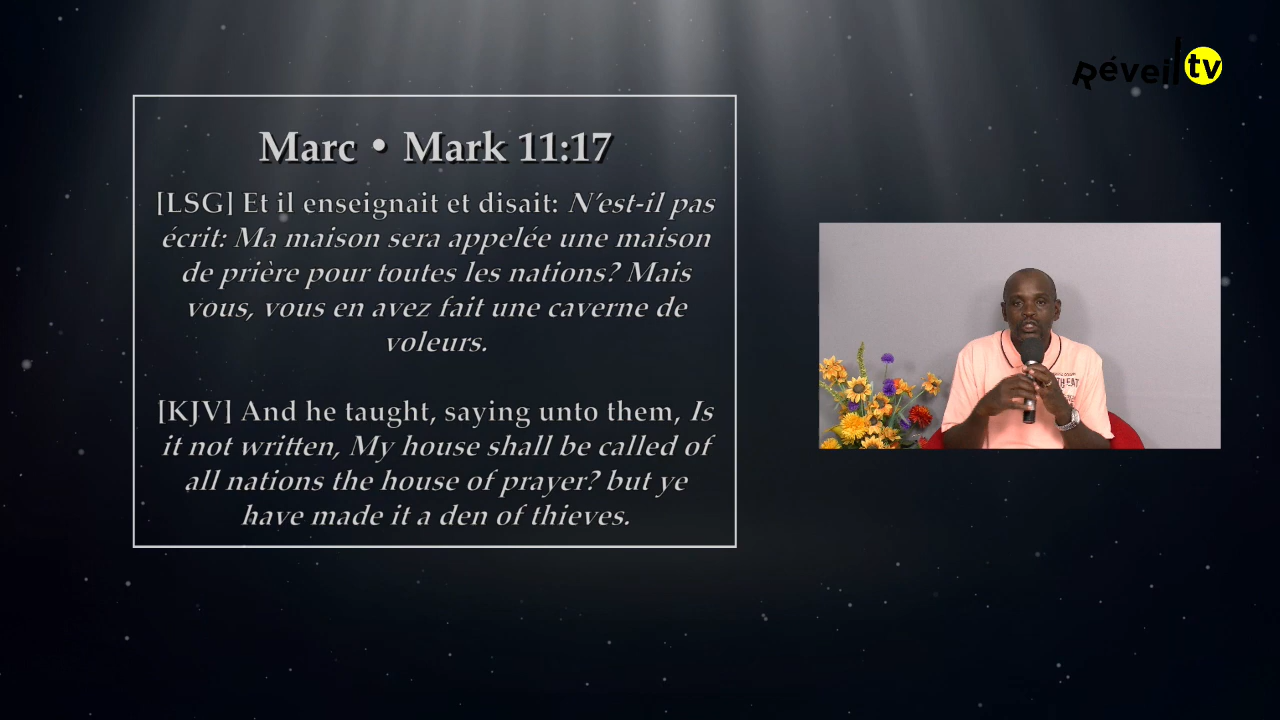 Réveil tv
Marc • Mark 11:17
[LSG] Et il enseignait et disait: N'est-il pas
écrit: Ma maison sera appelée une maison
de prière pour toutes les nations? Mais
vous, vous en avez fait une caverne de
voleurs.
[KJV] And he taught, saying unto them, Is
it not written, My house shall be called of
all nations the house of prayer? but ye
have made it a den of thieves.